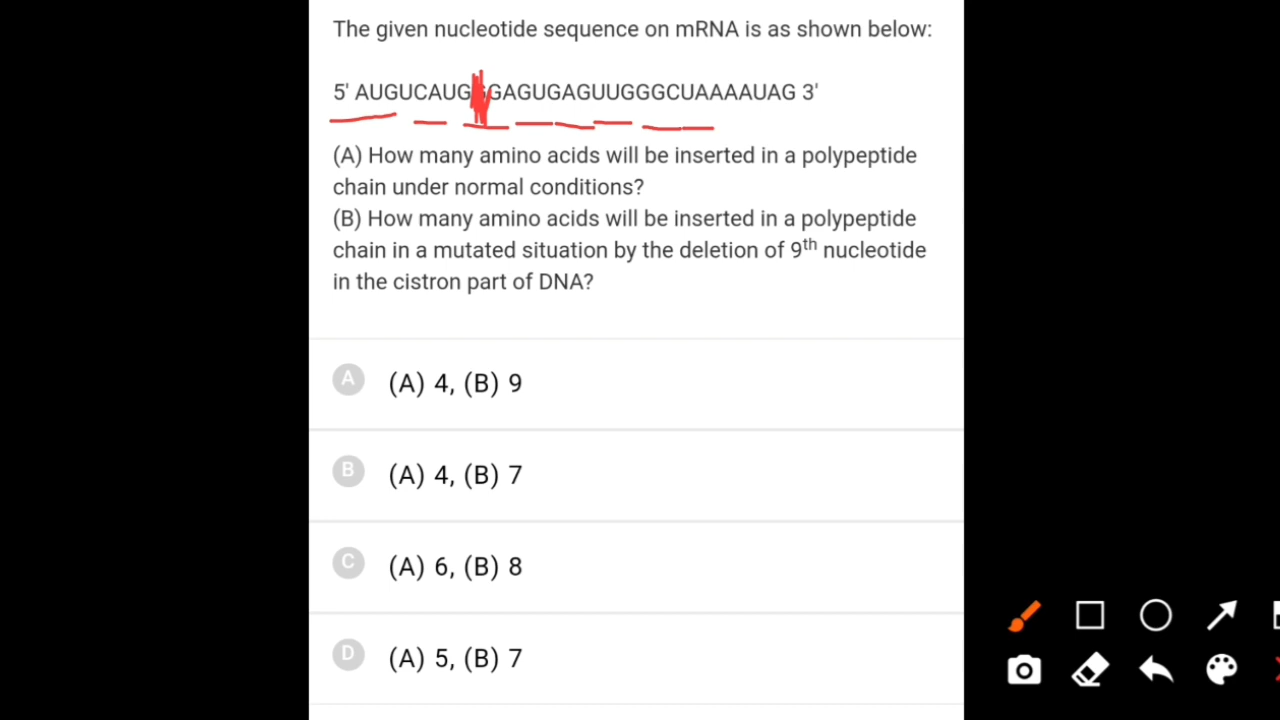 The given nucleotide sequence on mRNA is as shown below:
5' AUGUCAUGGGAGUGAGUUGGGCUAAAAUAG 3'
(A) How many amino acids will be inserted in a polypeptide
chain under normal conditions?
(B) How many amino acids will be inserted in a polypeptide
chain in a mutated situation by the deletion of 9th nucleotide
in the cistron part of DNA?
A (A) 4, (B) 9
B (A) 4, (B) 7
C (A) 6, (B) 8
D (A) 5, (B) 7